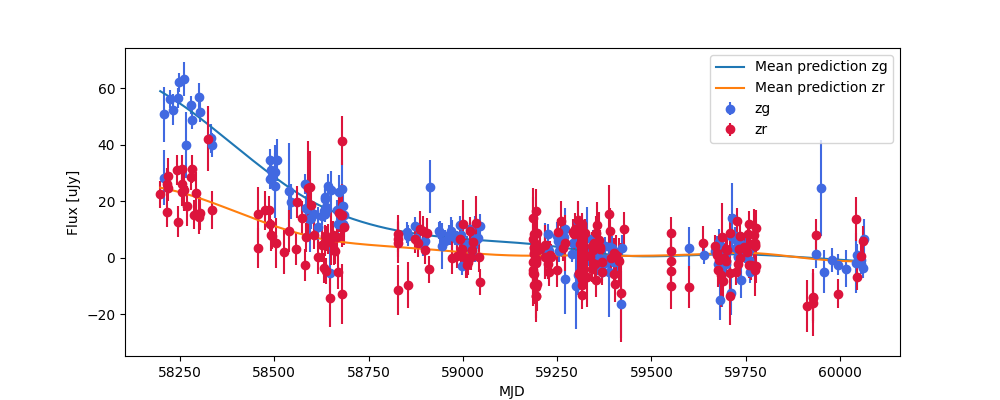 Flux [uJy]
60
40
20
0
−20
58250 58500 58750 59000 59250 59500 59750 60000
MJD
Mean prediction zg
Mean prediction zr
zg
zr